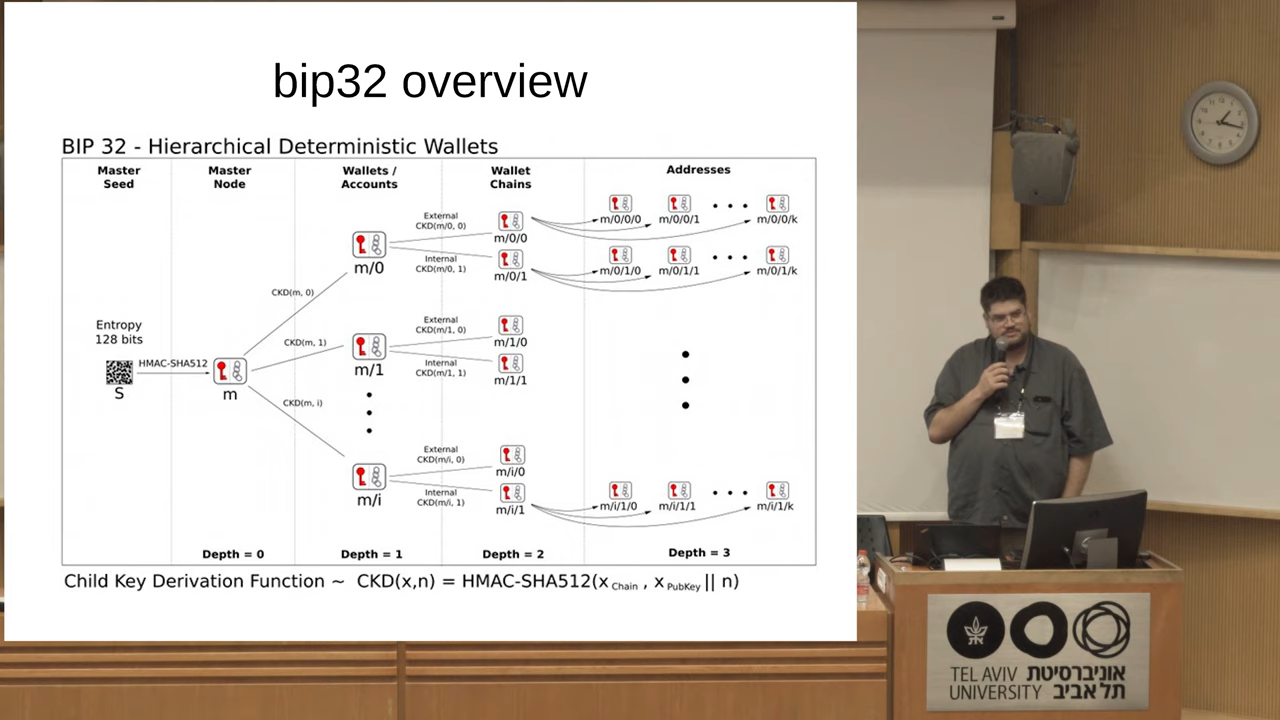 bip32 overview
BIP 32 - Hierarchical Deterministic Wallets
Master
Seed
Master
Node
Wallets /
Accounts
Wallet
Chains
Addresses
Entropy
128 bits
S
HMAC-SHA512
m
CKD(m, 0)
CKD(m, 1)
CKD(m, i)
m/0
m/1
m/i
External
CKD(m/0, 0)
Internal
CKD(m/0, 1)
External
CKD(m/1, 0)
Internal
CKD(m/1, 1)
External
CKD(m/i, 0)
Internal
CKD(m/i, 1)
m/0/0
m/0/1
m/1/0
m/1/1
m/i/0
m/i/1
m/0/0/0 m/0/0/1 m/0/0/k
m/0/1/0 m/0/1/1 m/0/1/k
m/i/1/0 m/i/1/1 m/i/1/k
Depth = 0 Depth = 1 Depth = 2 Depth = 3
Child Key Derivation Function ~ CKD(x,n) = HMAC-SHA512(x Chain , x PubKey || n)
TEL AVIV אוניברסיטת
UNIVERSITY תל אביב